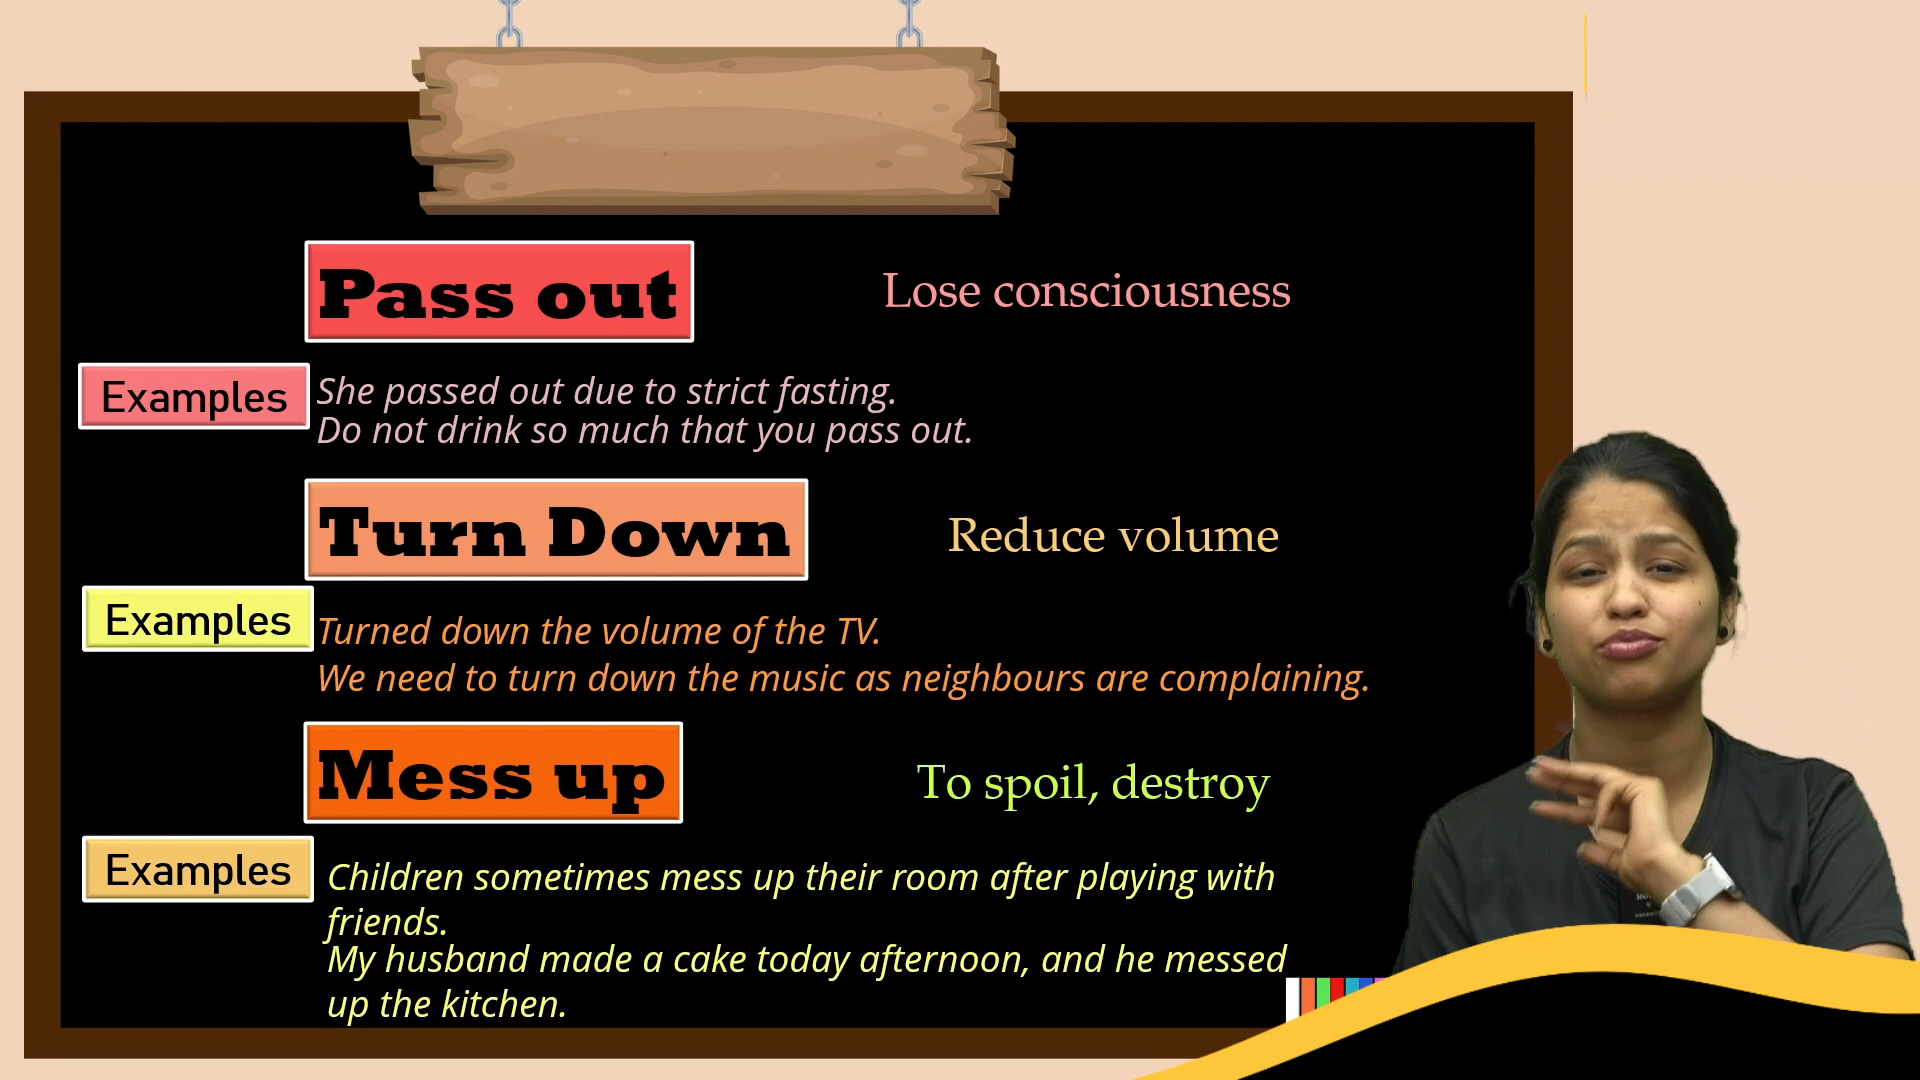 Pass out
Lose consciousness
Examples
She passed out due to strict fasting.
Do not drink so much that you pass out.
Turn Down
Reduce volume
Examples
Turned down the volume of the TV.
We need to turn down the music as neighbours are complaining.
Mess up
To spoil, destroy
Examples
Children sometimes mess up their room after playing with
friends.
My husband made a cake today afternoon, and he messed
up the kitchen.